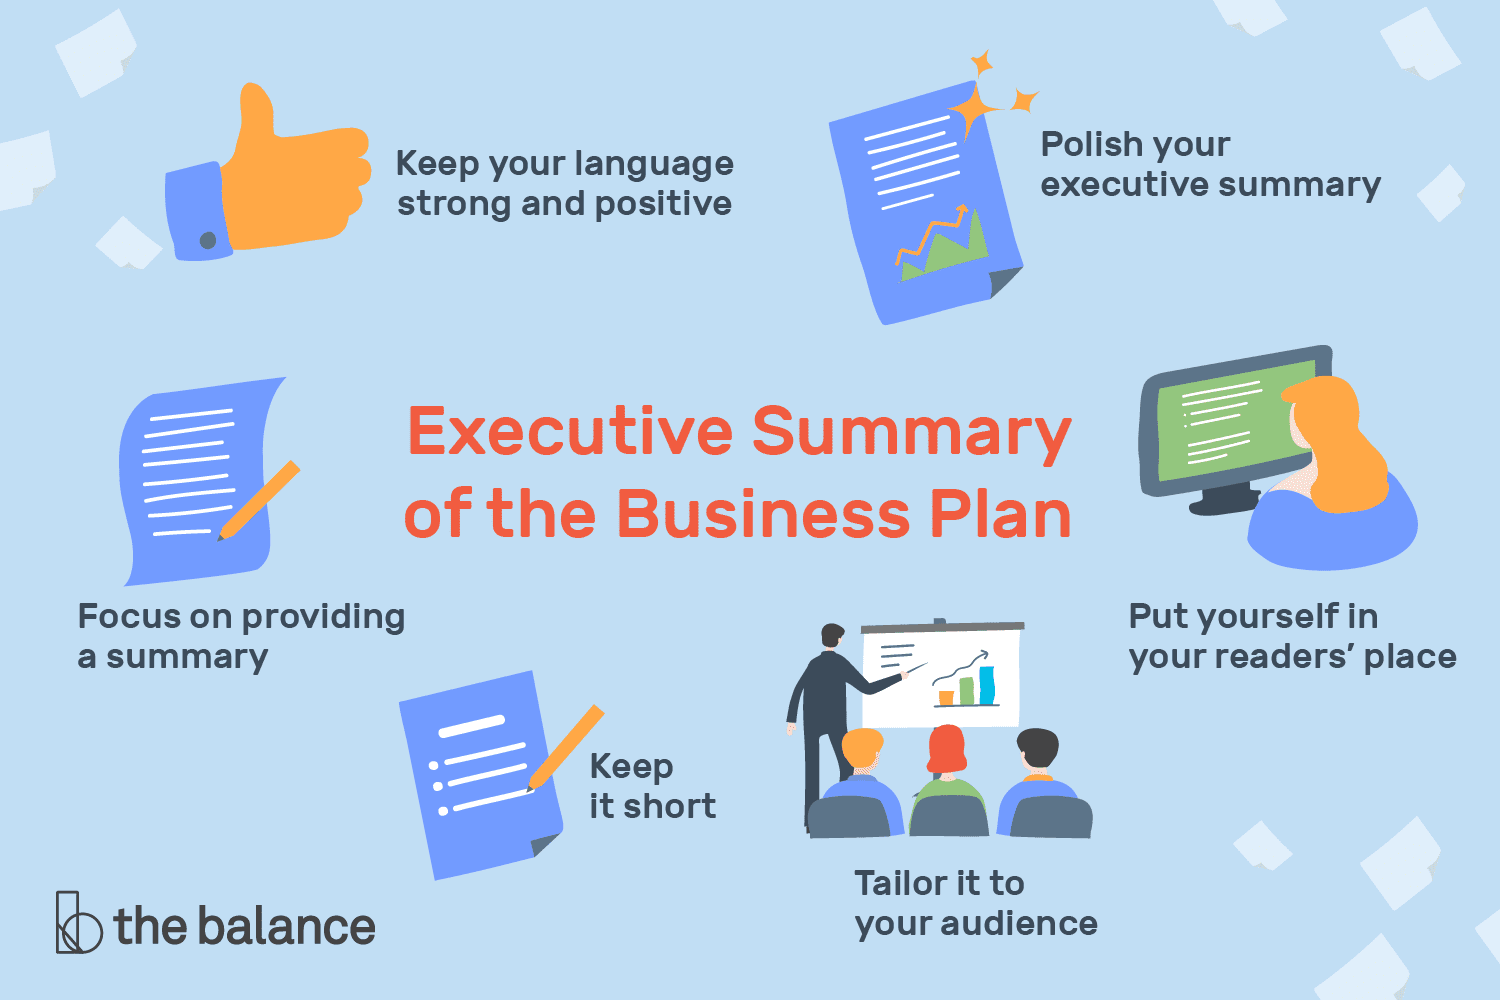 Keep your language
strong and positive
Polish your
executive summary
Executive Summary
of the Business Plan
Focus on providing
a summary
Put yourself in
your readers’ place
Keep
it short
Tailor it to
your audience
the balance